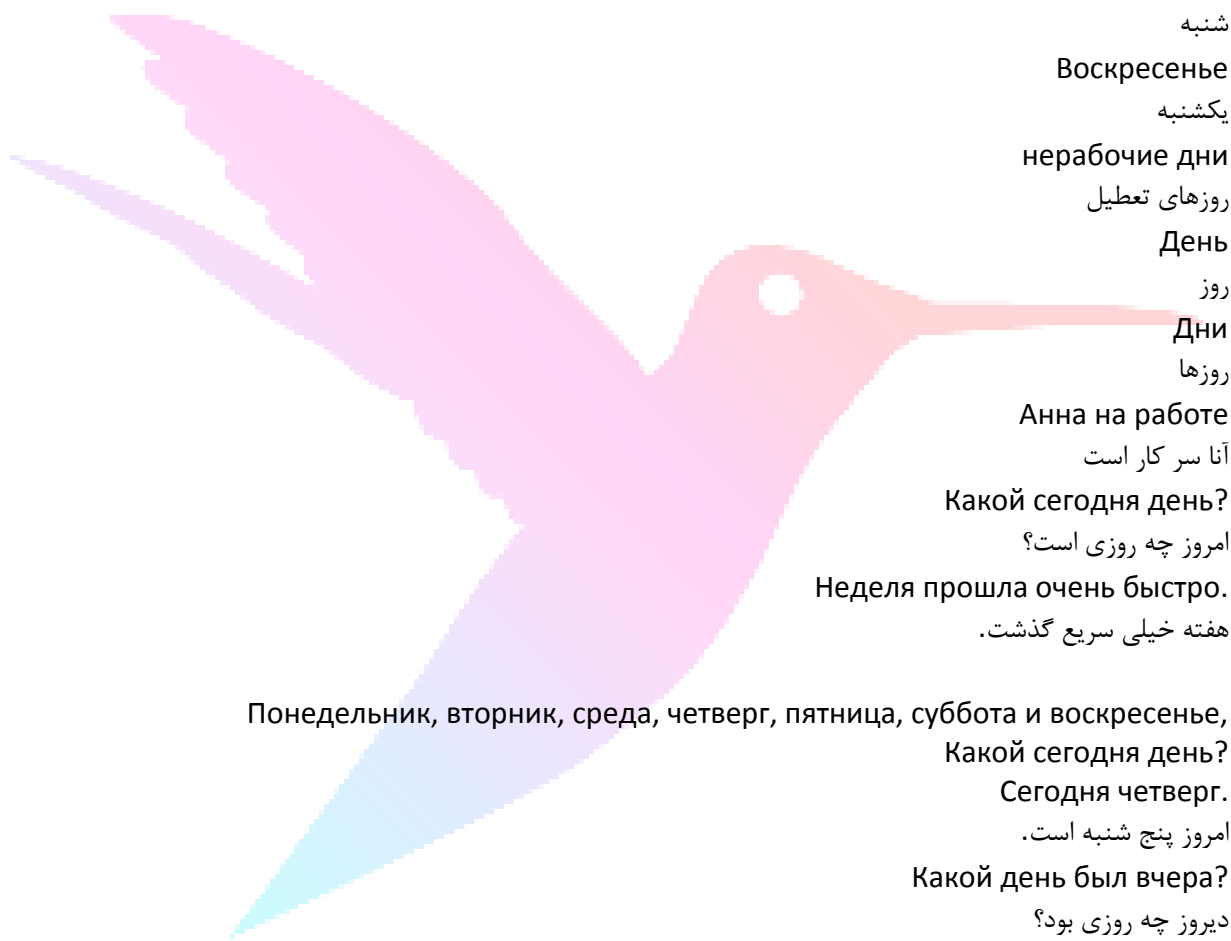 شنبه
Воскресенье
یکشنبه
нерабочие дни
روزهای تعطیل
День
روز
Дни
روزها
Анна на работе
آنا سر کار است
Какой сегодня день?
امروز چه روزی است؟
Неделя прошла очень быстро.
هفته خیلی سریع گذشت.
Понедельник, вторник, среда, четверг, пятница, суббота и воскресенье,
Какой сегодня день?
Сегодня четверг.
امروز پنج شنبه است.
Какой день был вчера?
دیروز چه روزی بود؟